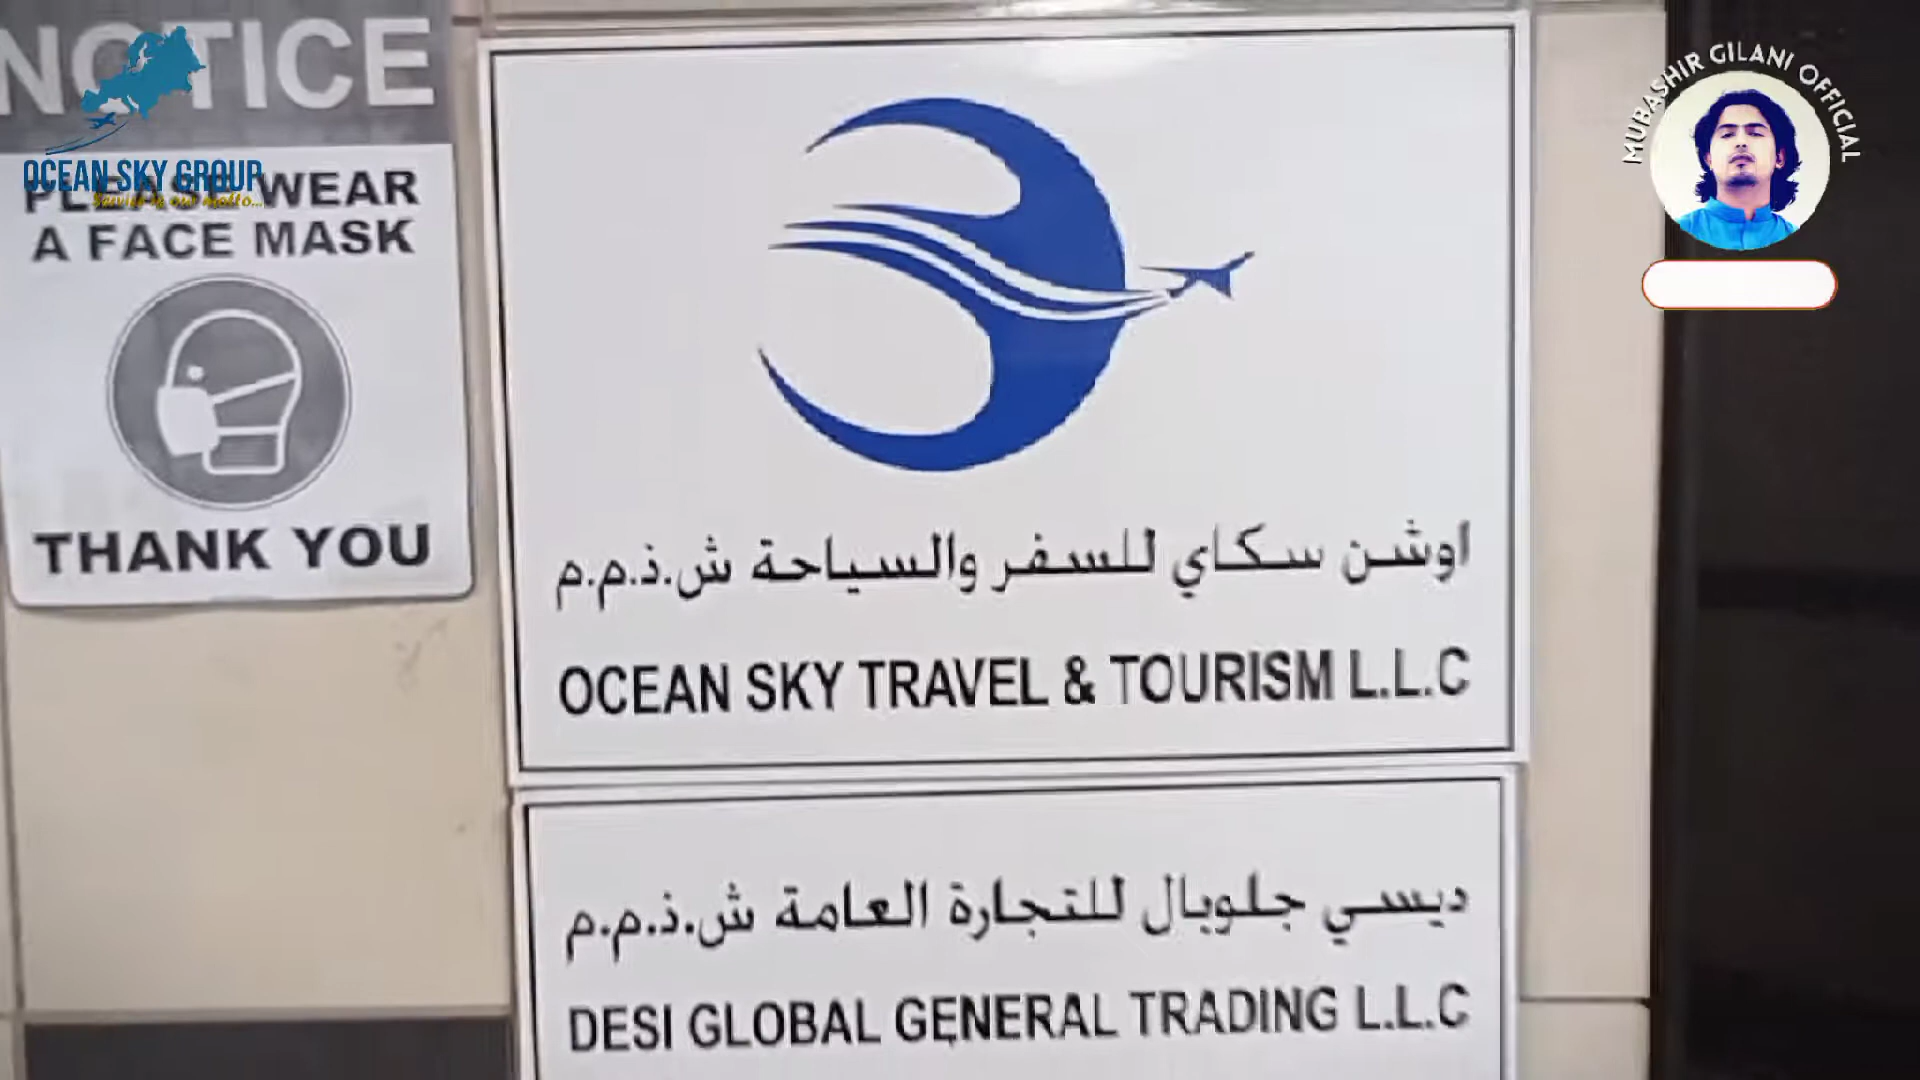 NOTICE
PLEASE WEAR
A FACE MASK
THANK YOU
OCEAN SKY GROUP
MUBASHIR GILANI OFFICIAL
اوشن سكاي للسفر والسياحة ش.ذ.م.م
OCEAN SKY TRAVEL & TOURISM L.L.C
ديسي جلوبال للتجارة العامة ش.ذ.م.م
DESI GLOBAL GENERAL TRADING L.L.C